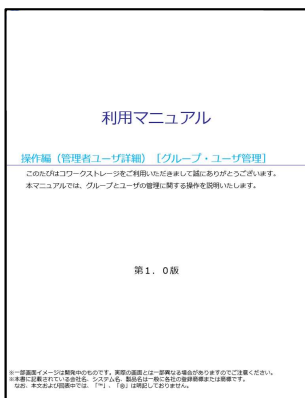 利用マニュアル
操作編（管理者ユーザ詳細）［グループ・ユーザ管理］
このたびはコワークストレージをご利用いただきまして誠にありがとうございます。
本マニュアルでは、グループとユーザの管理に関する操作を説明いたします。
第１．０版
※一部画面イメージは開発中のものです。実際の画面とは一部異なる場合がありますのでご注意ください。
※本書に記載されている会社名、システム名、製品名は一般に各社の登録商標または商標です。
なお、本文および図表中では、「™」、「®」は明記しておりません。